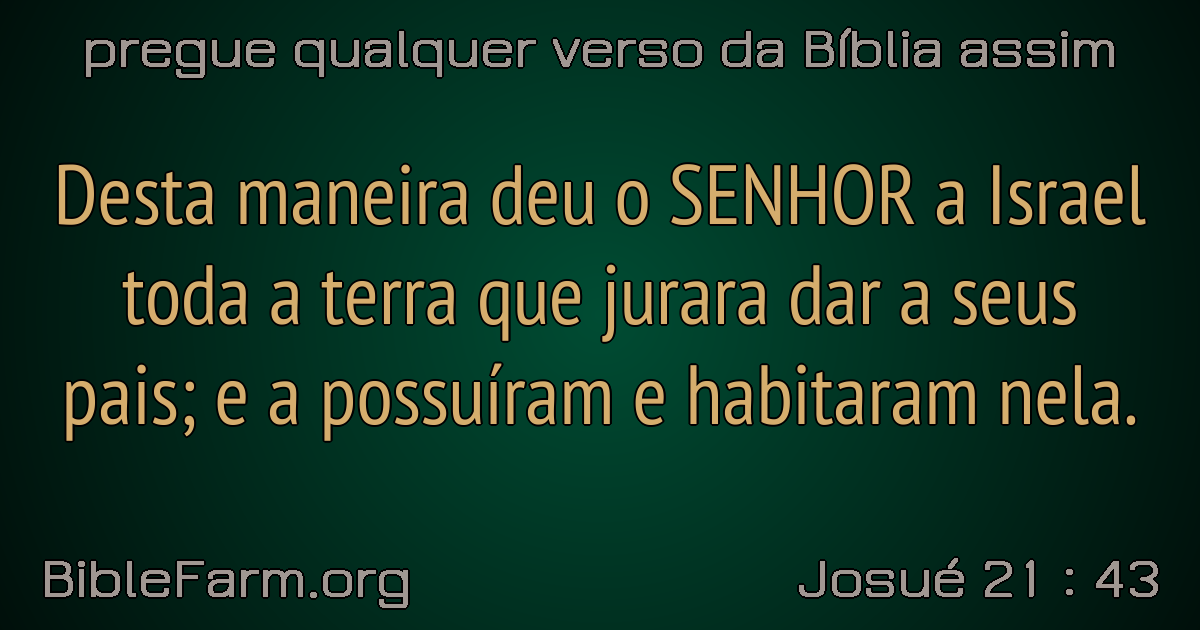 pregue qualquer verso da Bíblia assim
Desta maneira deu o SENHOR a Israel
toda a terra que jurara dar a seus
pais; e a possuíram e habitaram nela.
BibleFarm.org
Josué 21 : 43